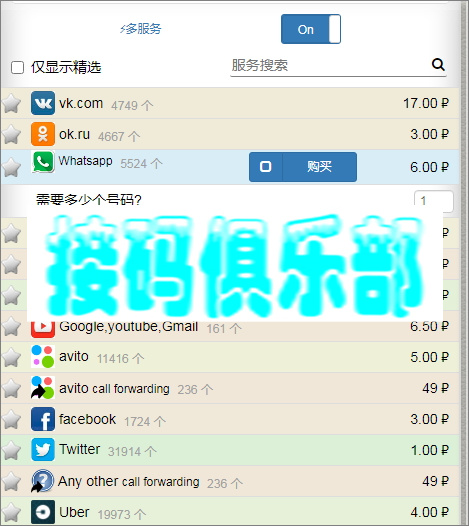 ⚡多服务 On
仅显示精选 服务搜索
vk.com 4749 个 17.00 ₽
ok.ru 4667 个 3.00 ₽
Whatsapp 5524 个 购买 6.00 ₽
需要多少个号码? 1
₽
接码俱乐部 ₽
₽
Google,youtube,Gmail 161 个 6.50 ₽
avito 11416 个 5.00 ₽
avito call forwarding 236 个 49 ₽
facebook 1724 个 3.00 ₽
Twitter 31914 个 1.00 ₽
Any other call forwarding 236 个 49 ₽
Uber 19973 个 4.00 ₽